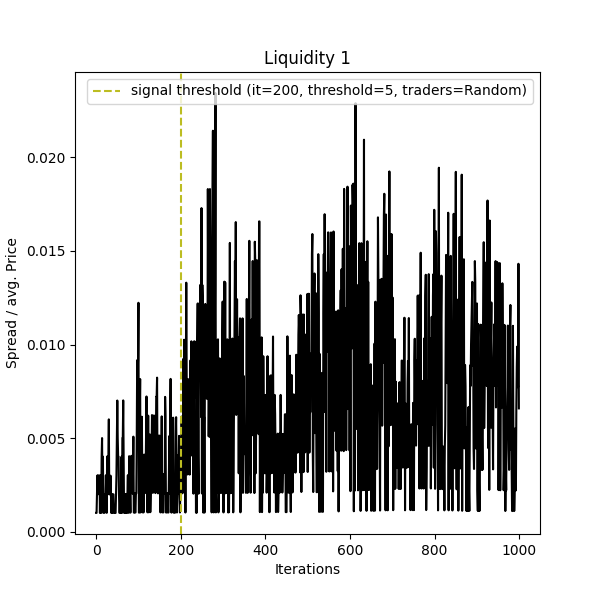 Liquidity 1
signal threshold (it=200, threshold=5, traders=Random)
Spread / avg. Price
0.020
0.015
0.010
0.005
0.000
0 200 400 600 800 1000
Iterations